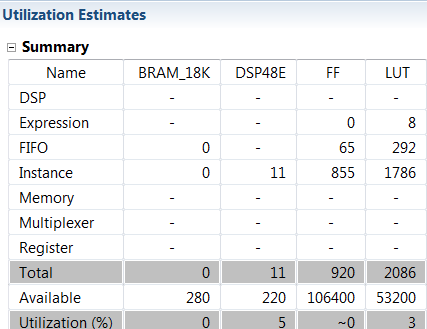 Utilization Estimates
Summary
Name BRAM_18K DSP48E FF LUT
DSP - - - -
Expression - - 0 8
FIFO 0 - 65 292
Instance 0 11 855 1786
Memory - - - -
Multiplexer - - - -
Register - - - -
Total 0 11 920 2086
Available 280 220 106400 53200
Utilization (%) 0 5 ~0 3